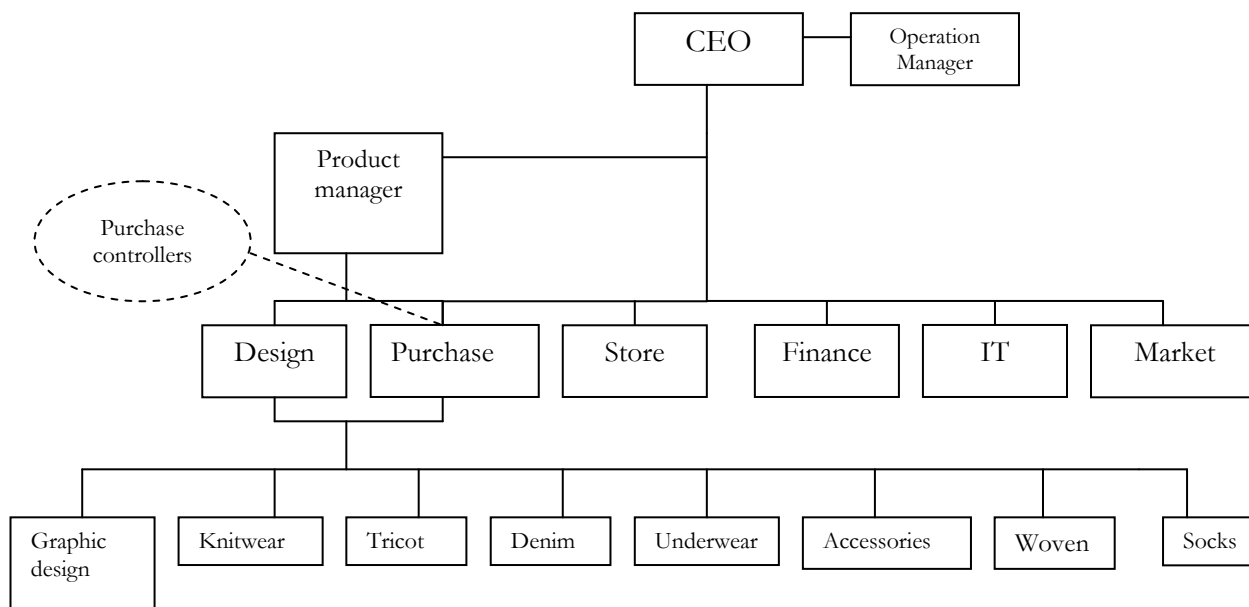 CEO
Operation
Manager
Product
manager
Purchase
controllers
Design
Purchase
Store
Finance
IT
Market
Graphic
design
Knitwear
Tricot
Denim
Underwear
Accessories
Woven
Socks